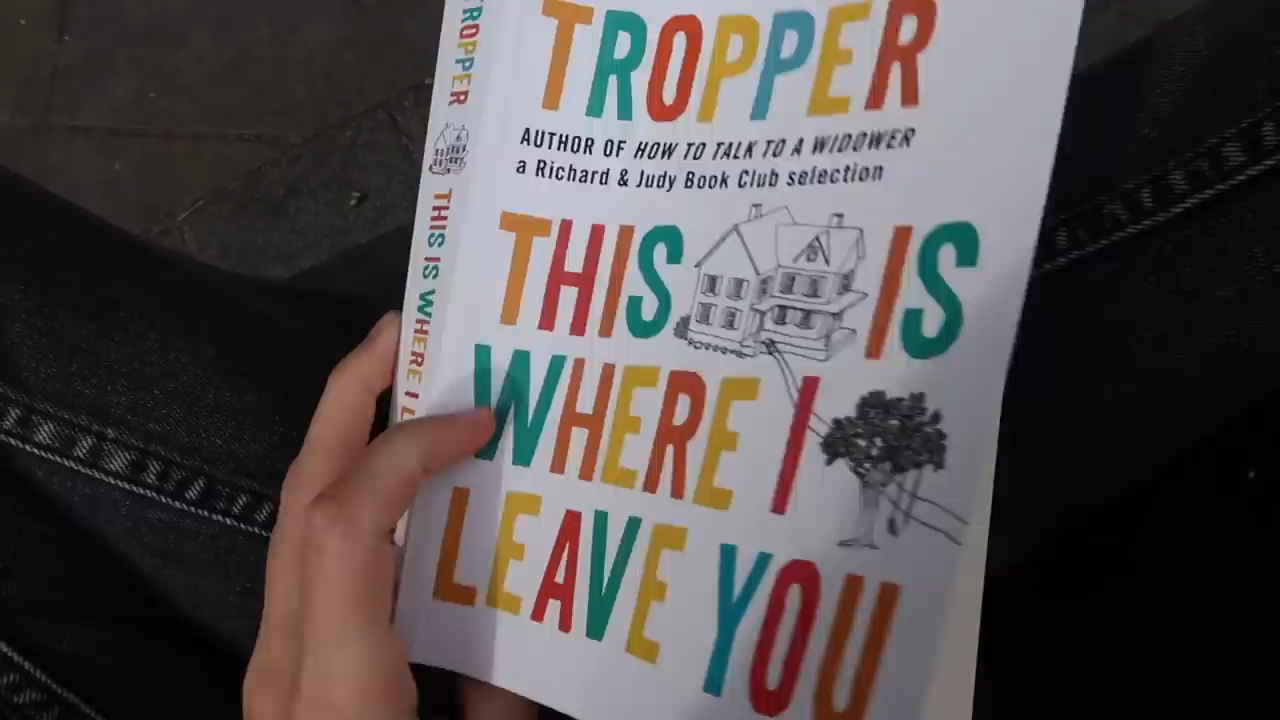 TROPPER
AUTHOR OF HOW TO TALK TO A WIDOWER
a Richard & Judy Book Club selection
THIS IS
WHERE I
LEAVE YOU
TROPPER THIS IS WHERE I